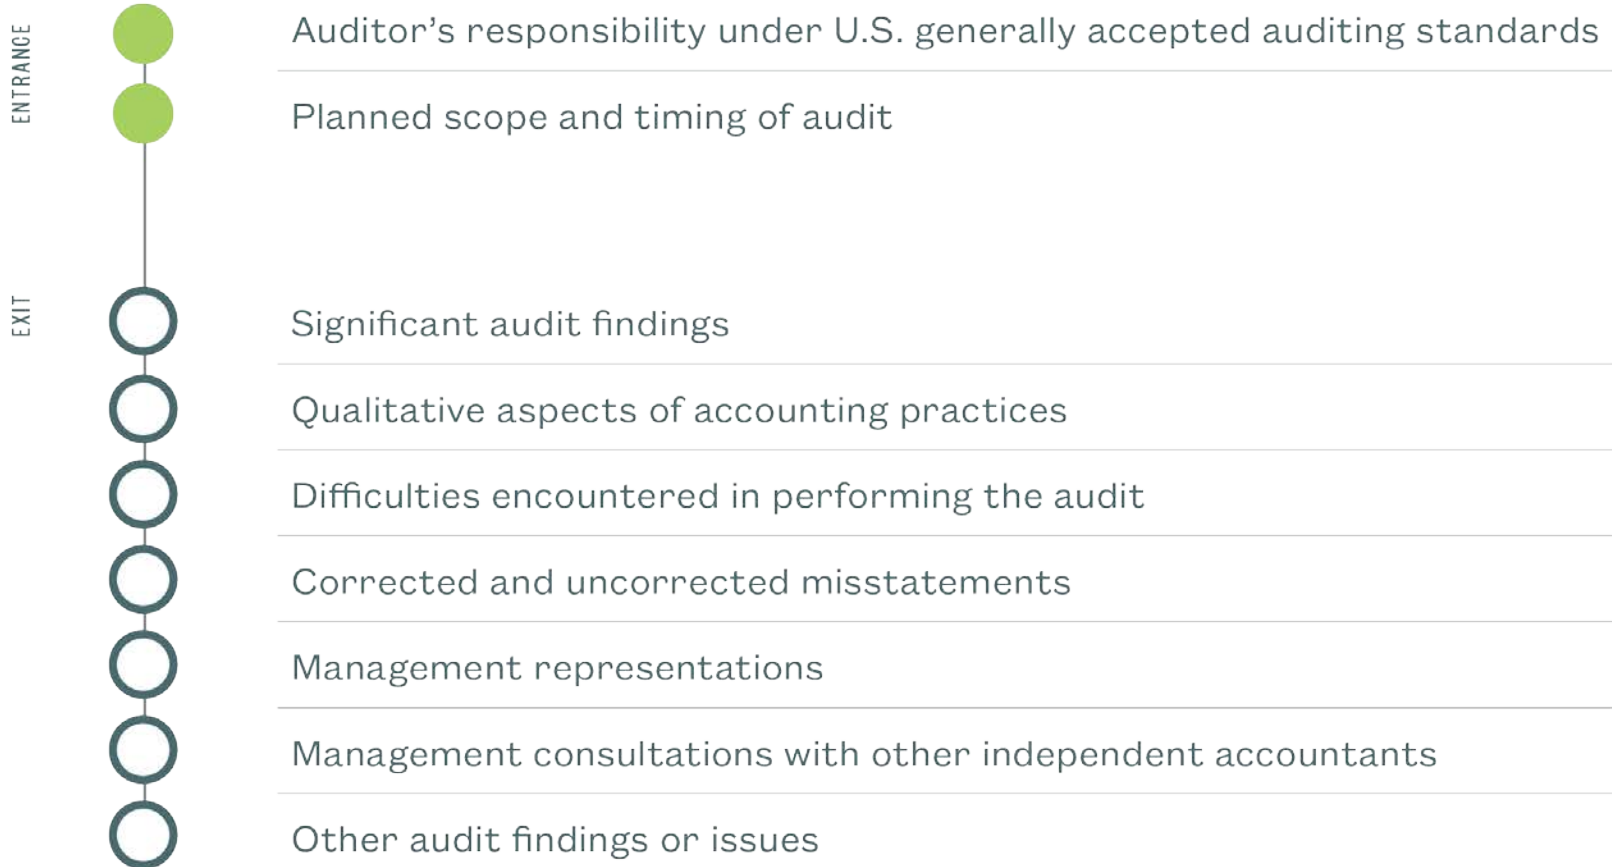 ENTRANCE
Auditor’s responsibility under U.S. generally accepted auditing standards
Planned scope and timing of audit
EXIT
Significant audit findings
Qualitative aspects of accounting practices
Difficulties encountered in performing the audit
Corrected and uncorrected misstatements
Management representations
Management consultations with other independent accountants
Other audit findings or issues